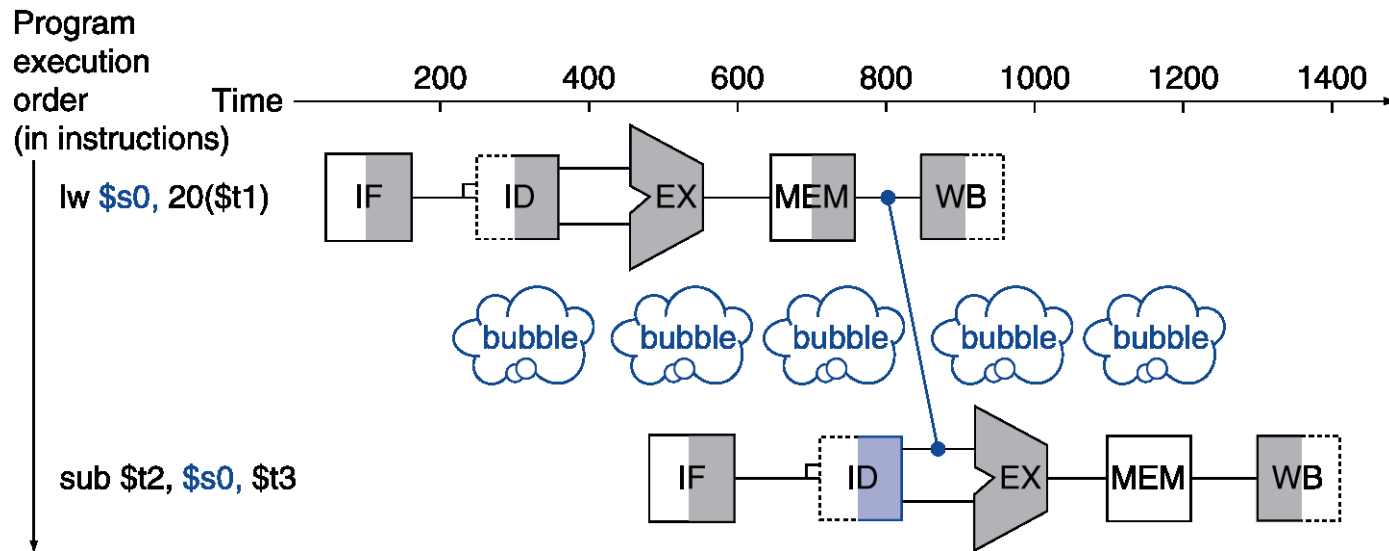 Program
execution
order
(in instructions)
Time
200 400 600 800 1000 1200 1400
lw $s0, 20($t1)
IF ID EX MEM WB
bubble bubble bubble bubble bubble
sub $t2, $s0, $t3
IF ID EX MEM WB